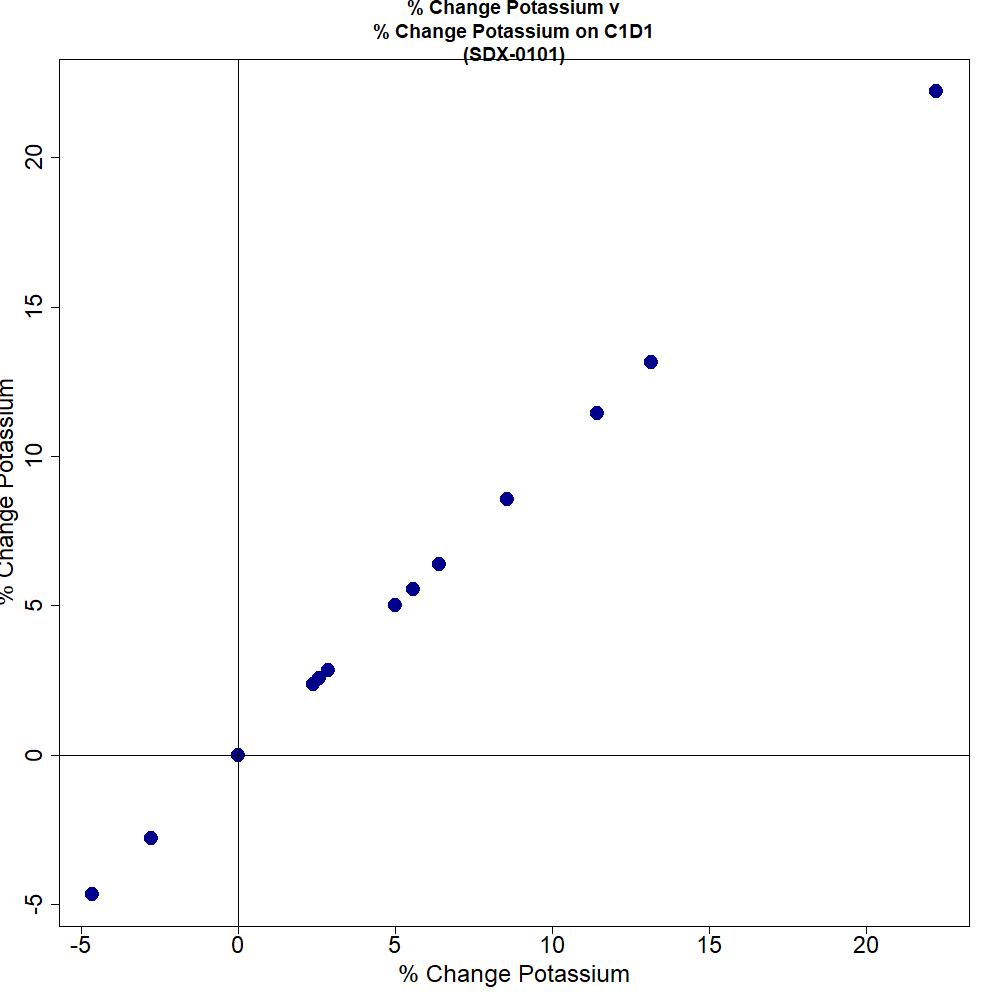 % Change Potassium v
% Change Potassium on C1D1
(SDX-0101)
% Change Potassium
20
15
10
5
0
-5
-5 0 5 10 15 20
% Change Potassium